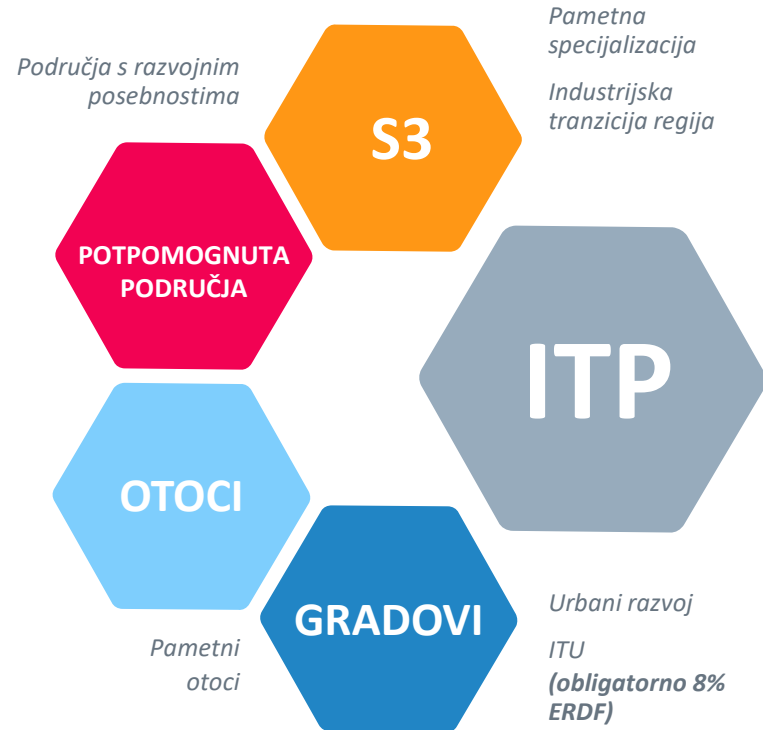 Područja s razvojnim
posebnostima
S3
Pametna
specijalizacija
Industrijska
tranzicija regija
POTPOMOGNUTA
PODRUČJA
ITP
OTOCI
Pametni
otoci
GRADOVI
Urbani razvoj
ITU
(obligatorno 8%
ERDF)